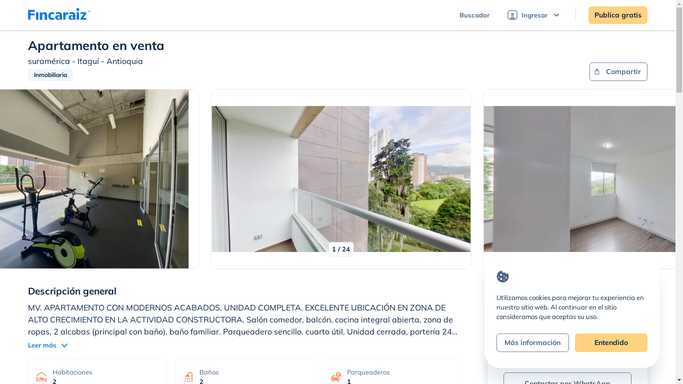 Fincaraiz
Buscador
Ingresar
Publica gratis
Apartamento en venta
suramérica - Itaguí - Antioquia
Inmobiliaria
Compartir
1 / 24
Descripción general
MV. APARTAMENTO CON MODERNOS ACABADOS, UNIDAD COMPLETA, EXCELENTE UBICACIÓN EN ZONA DE
ALTO CRECIMIENTO EN LA ACTIVIDAD CONSTRUCTORA. Salón comedor, balcón, cocina integral abierta, zona de
ropas, 2 alcobas (principal con baño), baño familiar. Parqueadero sencillo, cuarto útil. Unidad cerrada, portería 24...
Leer más
Habitaciones
2
Baños
2
Parqueaderos
1
Utilizamos cookies para mejorar tu experiencia en
nuestro sitio web. Al continuar en el sitio
consideramos que aceptas su uso.
Más información
Entendido
Contactar por WhatsApp